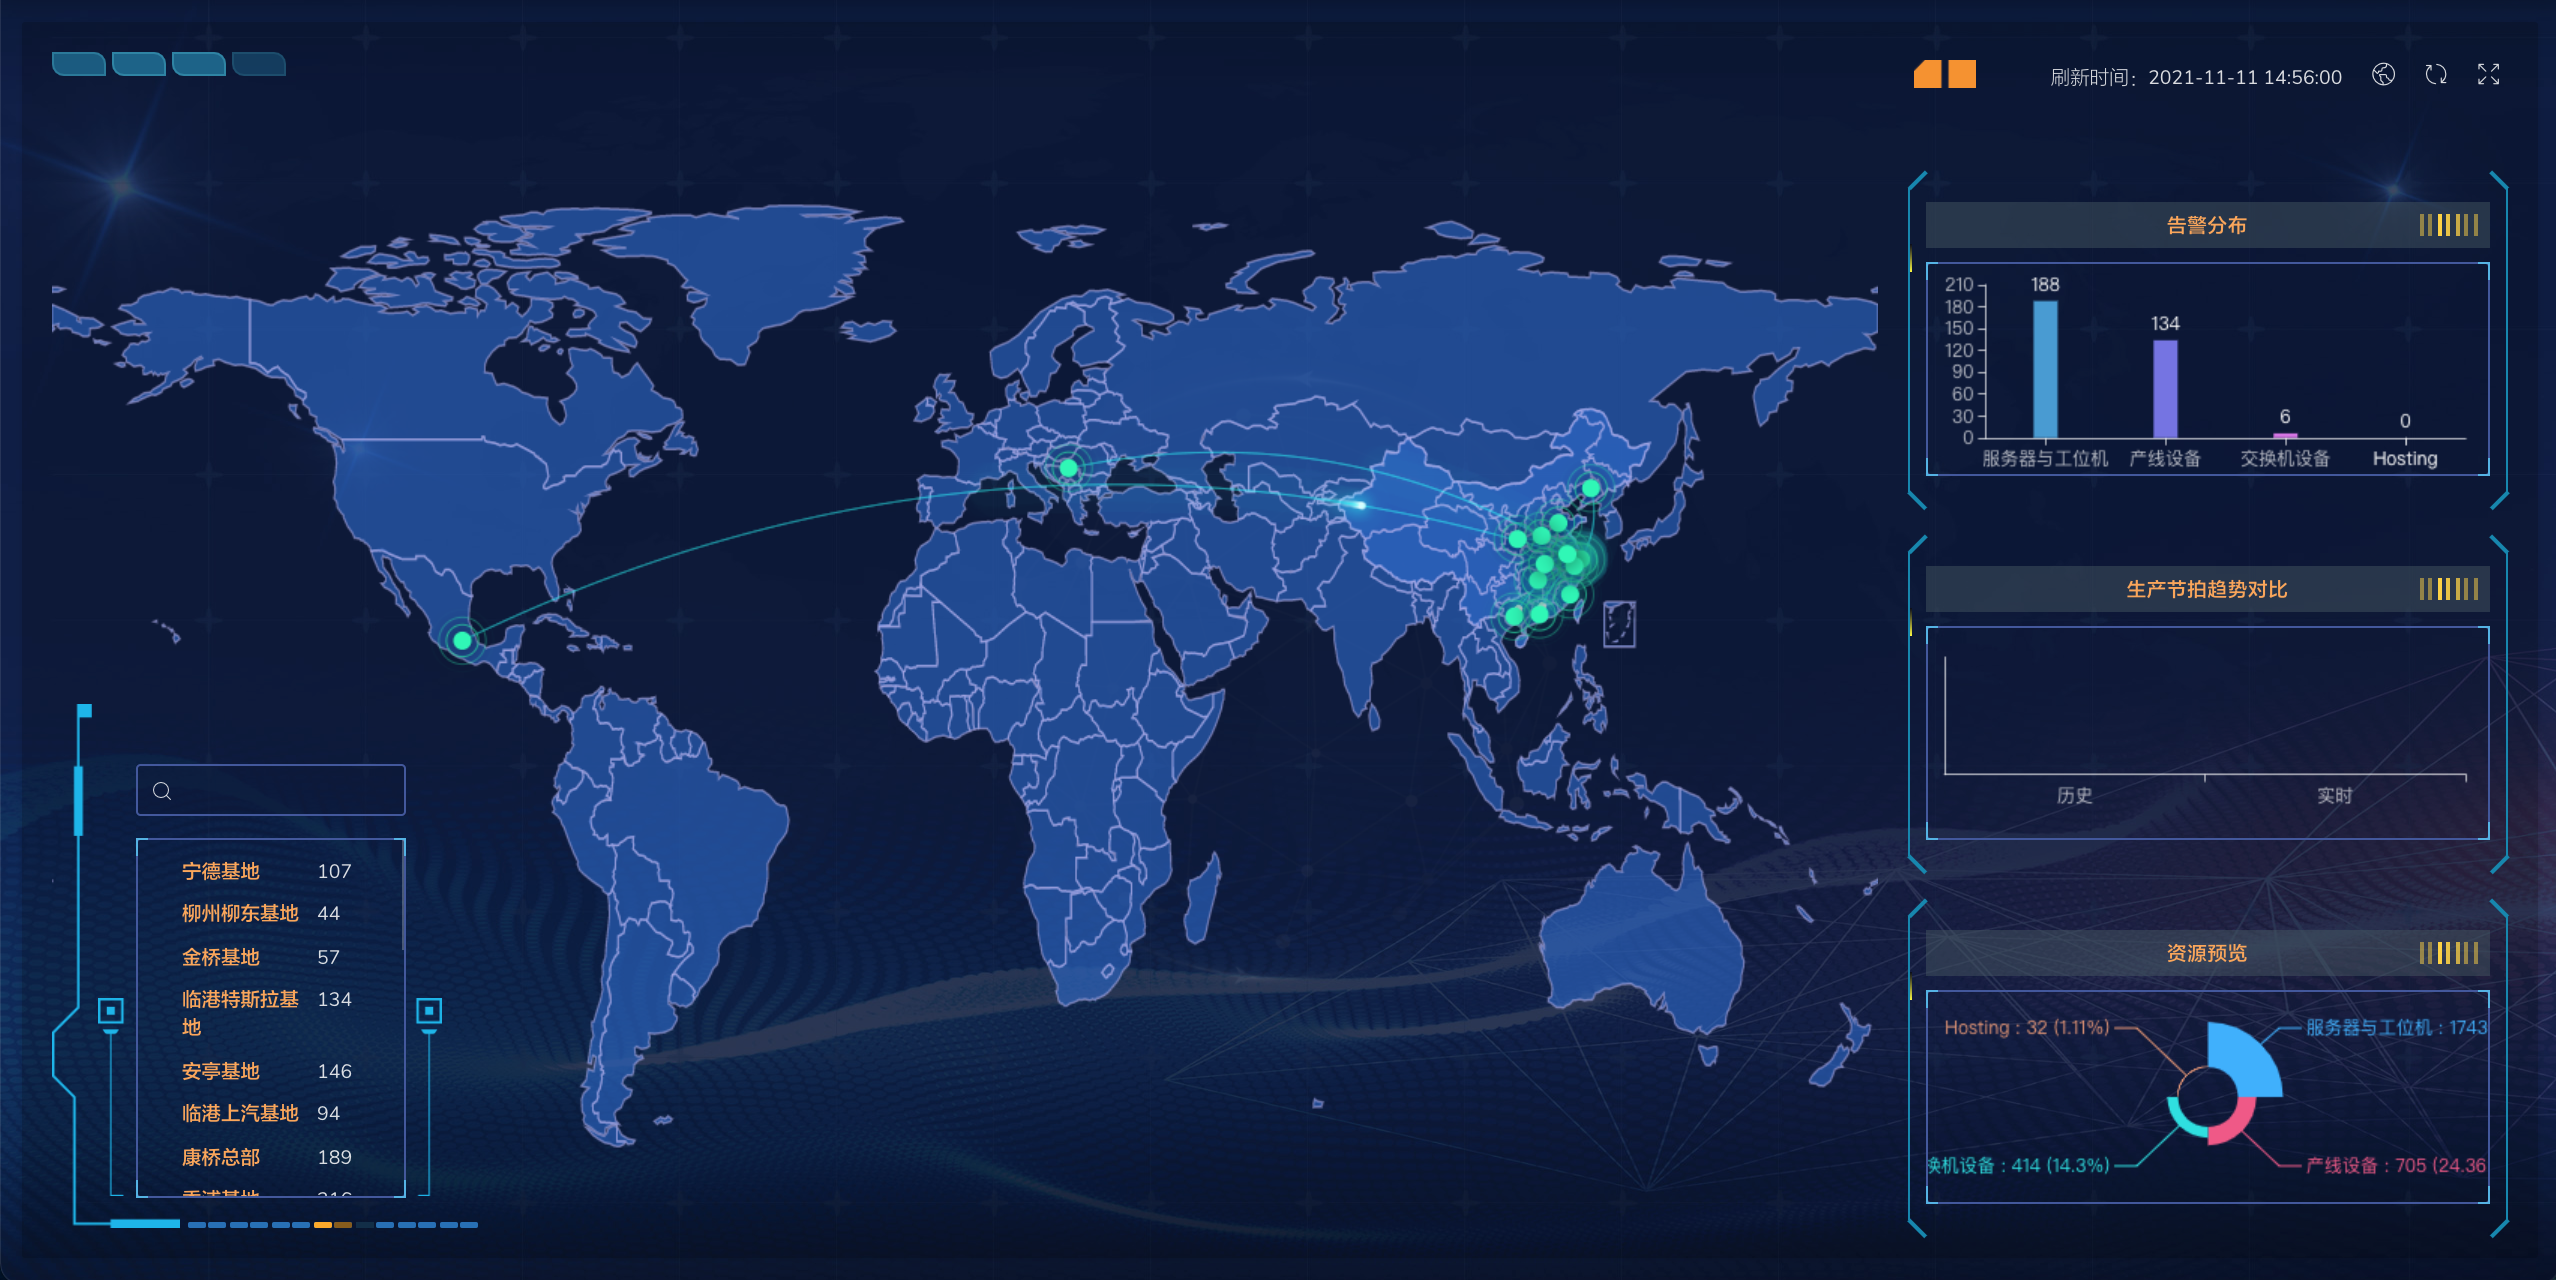 刷新时间：2021-11-11 14:56:00
告警分布
210
180
150
120
90
60
30
0
188
134
6
0
服务器与工位机 产线设备 交换机设备 Hosting
生产节拍趋势对比
历史 实时
宁德基地 107
柳州柳东基地 44
金桥基地 57
临港特斯拉基 134
地
安亭基地 146
临港上汽基地 94
康桥总部 189
资源预览
Hosting : 32 (1.11%)
服务器与工位机 : 1743
换机设备 : 414 (14.3%)
产线设备 : 705 (24.36